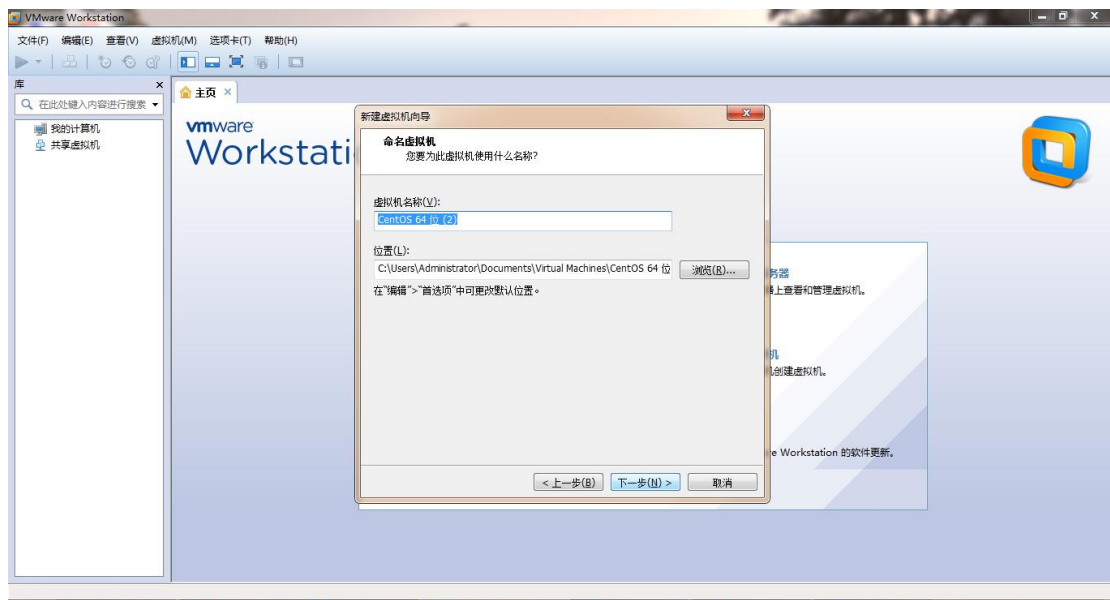 VMware Workstation
文件(F) 编辑(E) 查看(V) 虚拟机(M) 选项卡(T) 帮助(H)
库
在此处键入内容进行搜索
我的计算机
共享虚拟机
主页
vmware
Workstati
新建虚拟机向导
命名虚拟机
您要为此虚拟机使用什么名称?
虚拟机名称(V):
CentOS 64 位 (2)
位置(L):
C:\Users\Administrator\Documents\Virtual Machines\CentOS 64 位
浏览(R)...
在"编辑">"首选项"中可更改默认位置。
务器
上查看和管理虚拟机。
机
创建虚拟机。
e Workstation 的软件更新。
< 上一步(B) 下一步(N) > 取消